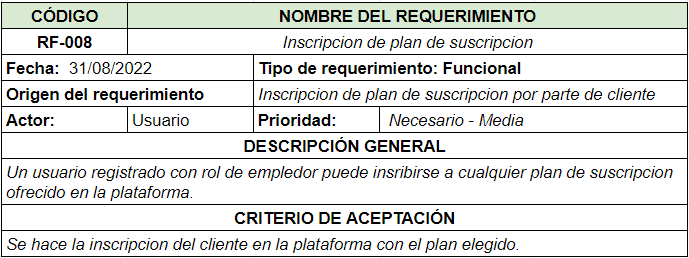 CÓDIGO NOMBRE DEL REQUERIMIENTO
RF-008 Inscripcion de plan de suscripcion
Fecha: 31/08/2022 Tipo de requerimiento: Funcional
Origen del requerimiento Inscripcion de plan de suscripcion por parte de cliente
Actor: Usuario Prioridad: Necesario - Media
DESCRIPCIÓN GENERAL
Un usuario registrado con rol de empledor puede insribirse a cualquier plan de suscripcion
ofrecido en la plataforma.
CRITERIO DE ACEPTACIÓN
Se hace la inscripcion del cliente en la plataforma con el plan elegido.